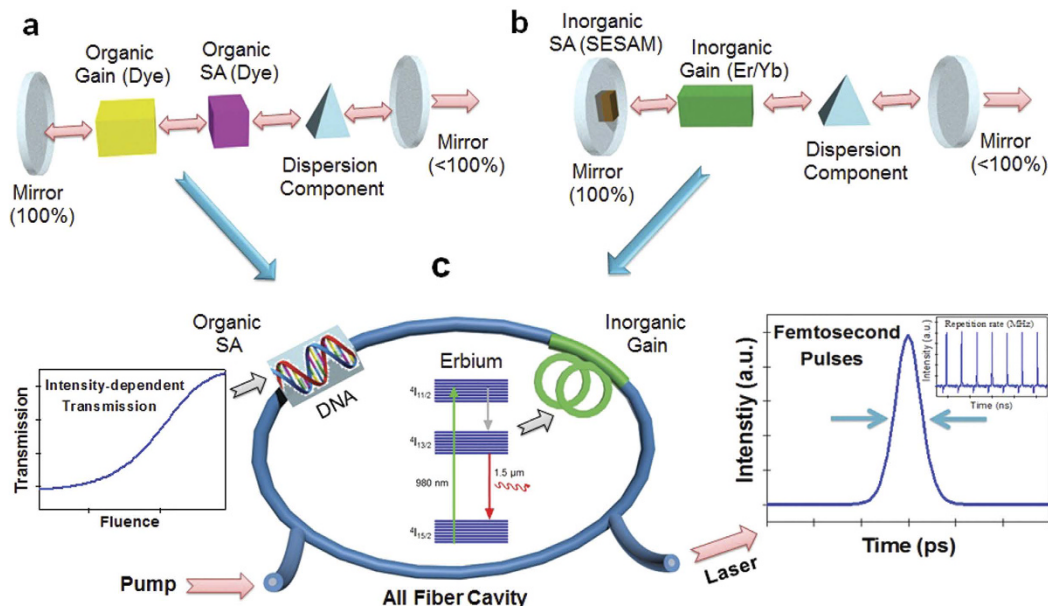 a
Organic
Gain (Dye)
Organic
SA (Dye)
Mirror
(100%)
Dispersion
Component
Mirror
(<100%)
b
Inorganic
SA (SESAM)
Inorganic
Gain (Er/Yb)
Mirror
(100%)
Dispersion
Component
Mirror
(<100%)
c
Transmission
Intensity-dependent
Transmission
Fluence
Organic
SA
DNA
Erbium
⁴I₁₁/₂
⁴I₁₃/₂
980 nm
1.5 µm
⁴I₁₅/₂
Inorganic
Gain
Pump
All Fiber Cavity
Laser
Intenstiy (a.u.)
Femtosecond
Pulses
Repetition rate (MHz)
Intensity (a.u.)
Time (ns)
Time (ps)